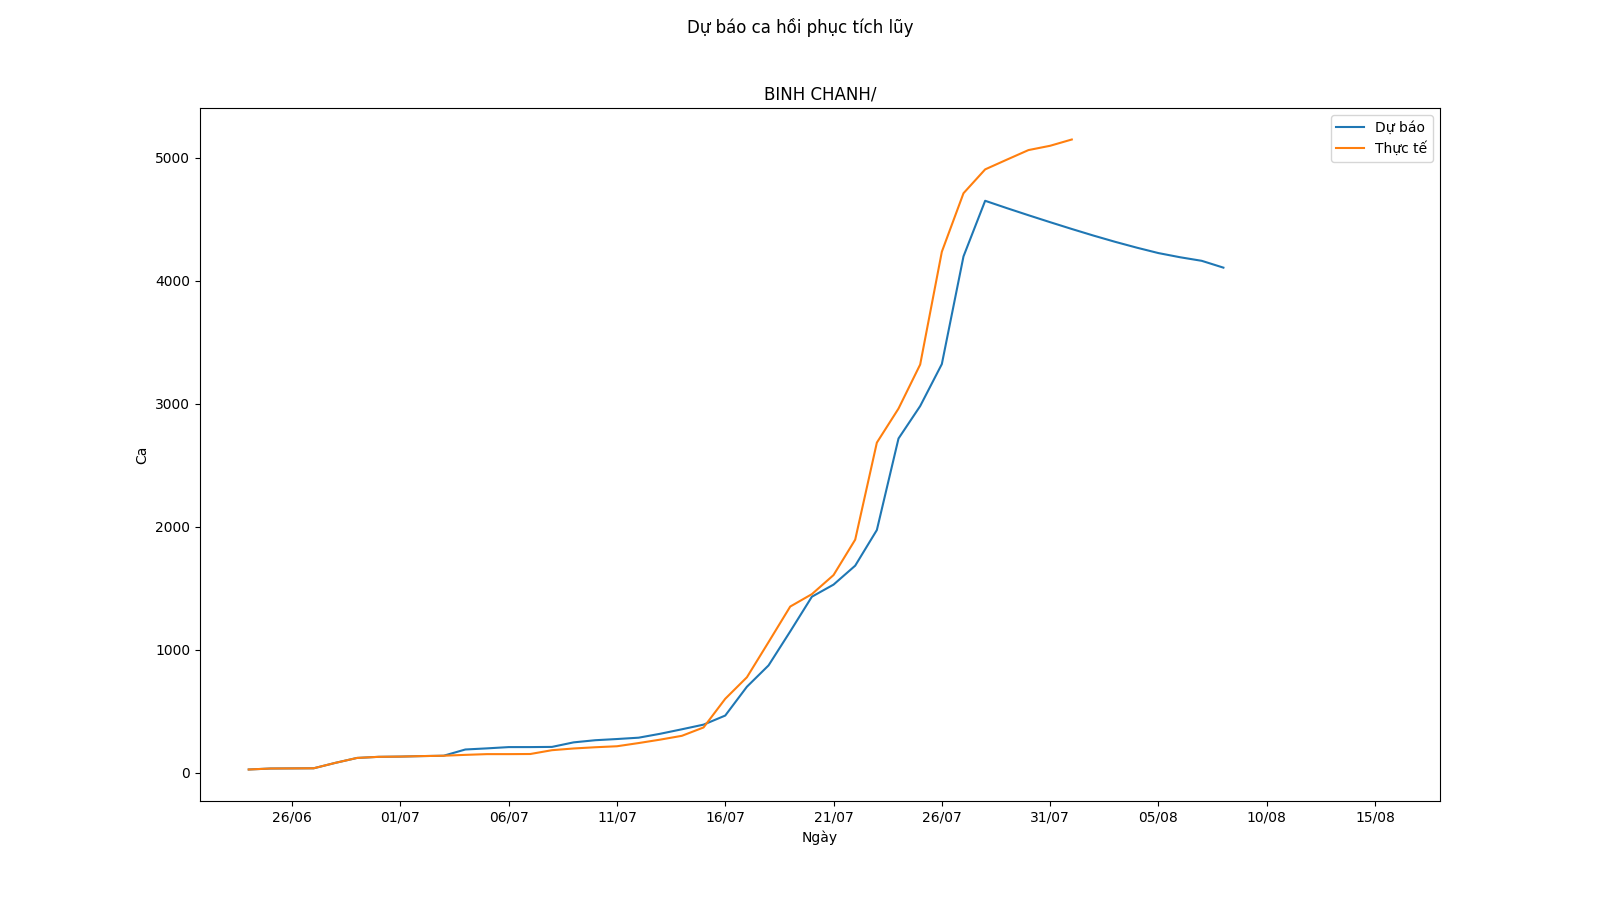 Dự báo ca hồi phục tích lũy
BINH CHANH/
Dự báo
Thực tế
5000
4000
3000
2000
1000
0
Ca
26/06
01/07
06/07
11/07
16/07
21/07
26/07
31/07
05/08
10/08
15/08
Ngày